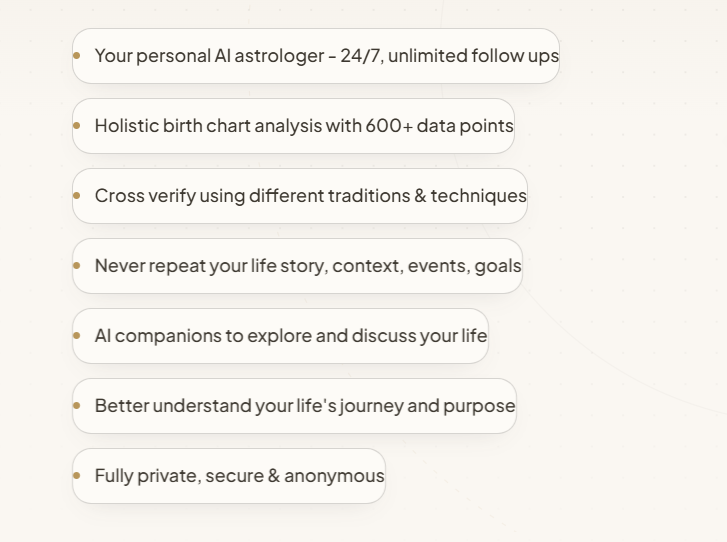 Your personal AI astrologer – 24/7, unlimited follow ups
Holistic birth chart analysis with 600+ data points
Cross verify using different traditions & techniques
Never repeat your life story, context, events, goals
AI companions to explore and discuss your life
Better understand your life's journey and purpose
Fully private, secure & anonymous